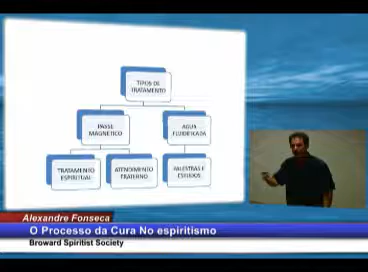 TIPOS DE
TRATAMENTO
PASSE
MAGNÉTICO
AGUA
FLUIDIFICADA
TRATAMENTO
ESPIRITUAL
ATENDIMENTO
FRATERNO
PALESTRAS E
ESTUDOS
Alexandre Fonseca
O Processo da Cura No espiritismo
Broward Spiritist Society